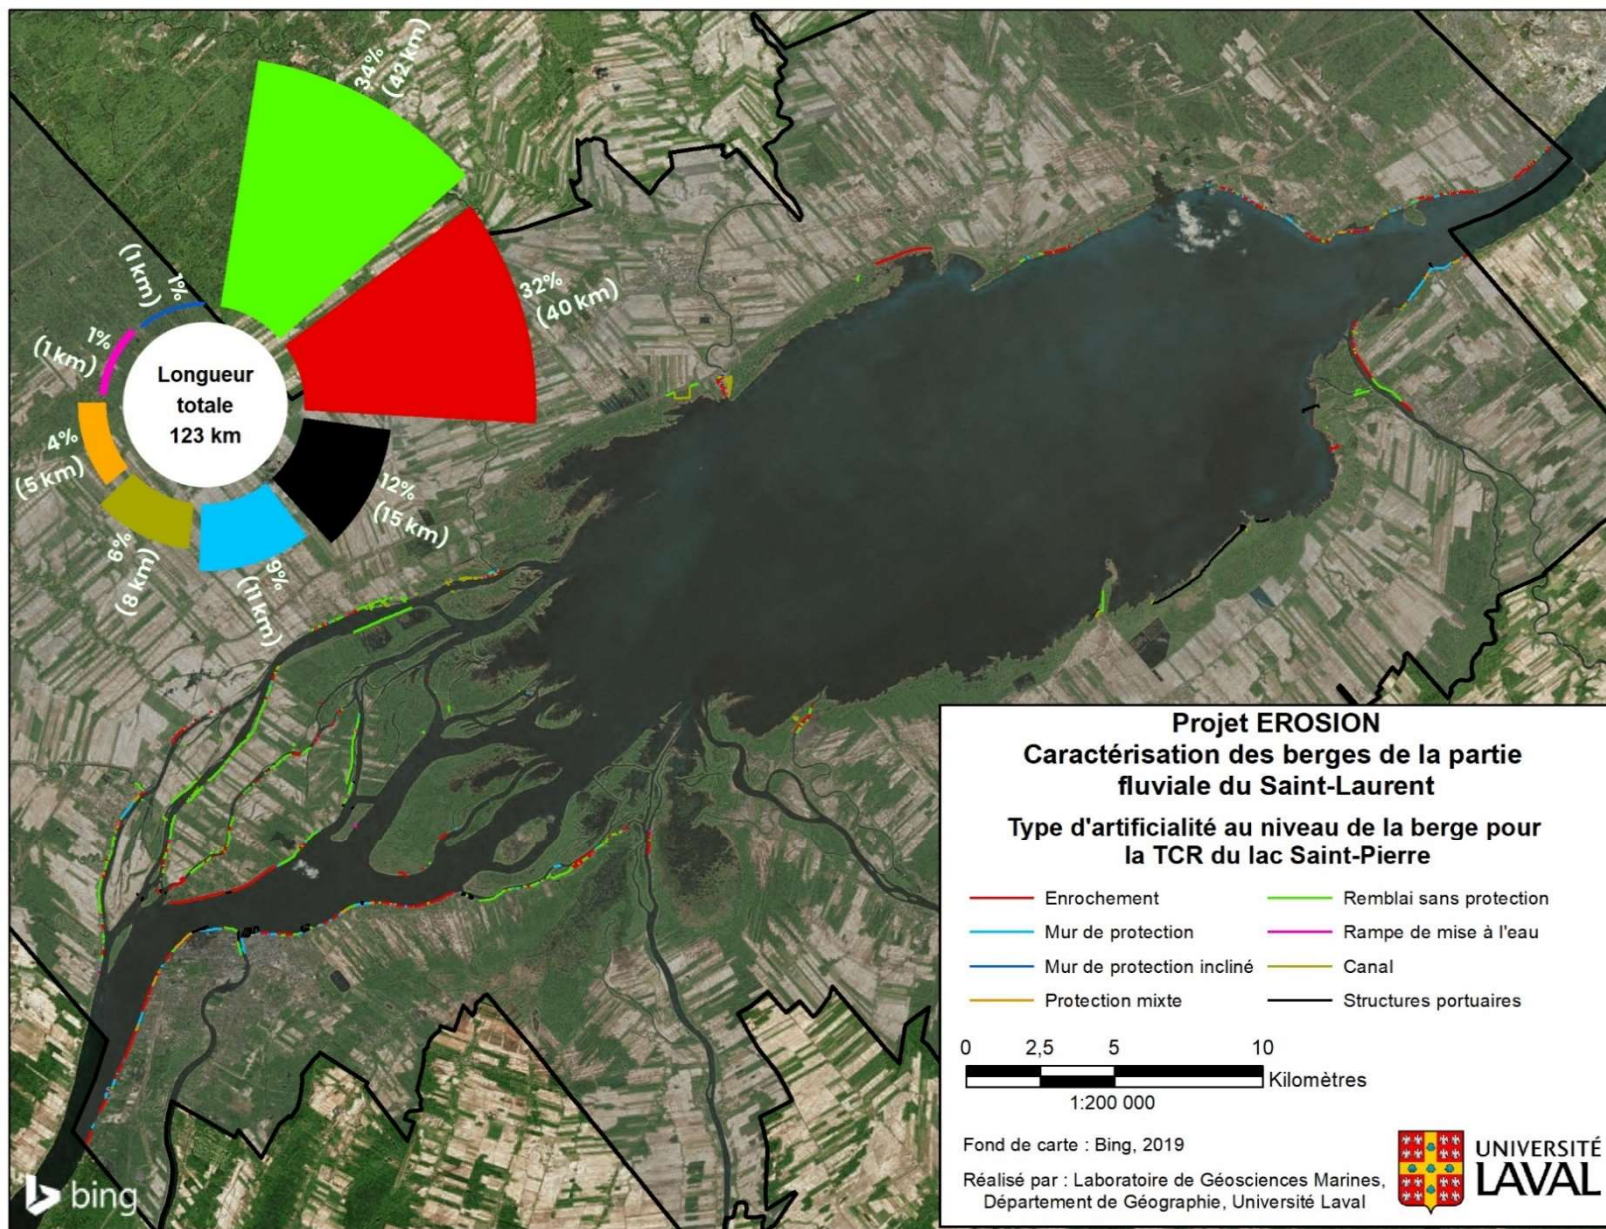 34%
(42 km)
32%
(40 km)
12%
(15 km)
9%
(11 km)
6%
(8 km)
4%
(5 km)
1%
(1 km)
1%
(1 km)
Longueur
totale
123 km
Projet EROSION
Caractérisation des berges de la partie
fluviale du Saint-Laurent
Type d'artificialité au niveau de la berge pour
la TCR du lac Saint-Pierre
Enrochement
Mur de protection
Mur de protection incliné
Protection mixte
Remblai sans protection
Rampe de mise à l'eau
Canal
Structures portuaires
0 2,5 5 10
Kilomètres
1:200 000
Fond de carte : Bing, 2019
Réalisé par : Laboratoire de Géosciences Marines,
Département de Géographie, Université Laval
UNIVERSITÉ
LAVAL
bing